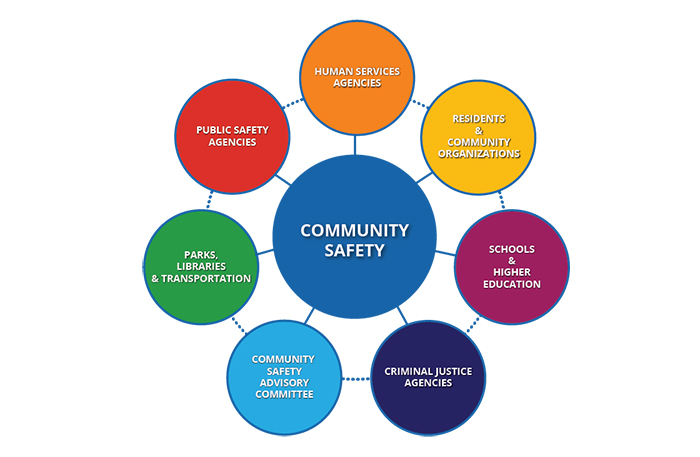 HUMAN SERVICES
AGENCIES
PUBLIC SAFETY
AGENCIES
RESIDENTS
&
COMMUNITY
ORGANIZATIONS
COMMUNITY
SAFETY
PARKS,
LIBRARIES
& TRANSPORTATION
SCHOOLS
&
HIGHER
EDUCATION
COMMUNITY
SAFETY
ADVISORY
COMMITTEE
CRIMINAL JUSTICE
AGENCIES